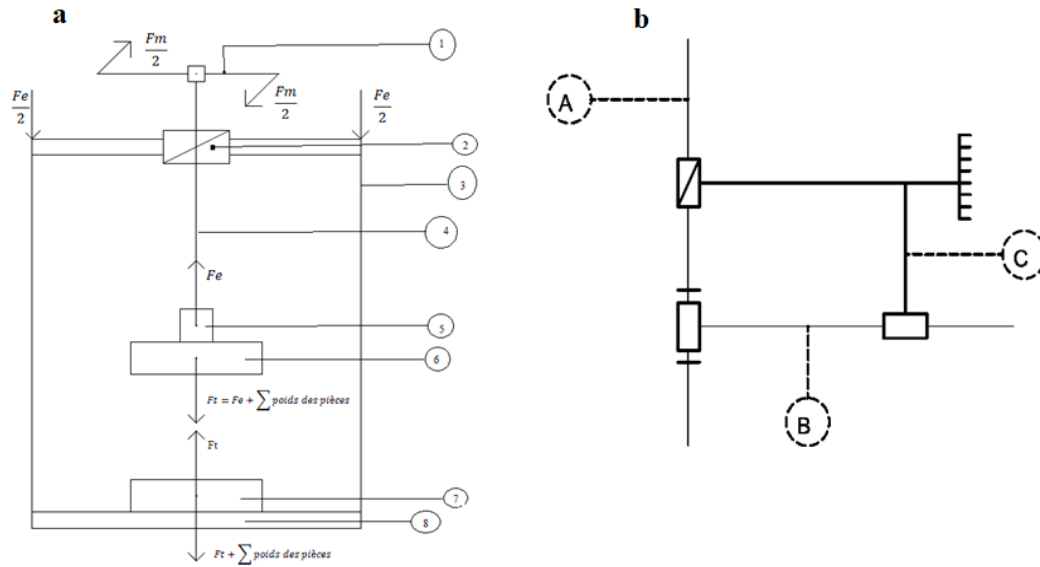 a
b
1
Fm
2
Fm
2
Fe
2
Fe
2
2
3
4
Fe
5
6
Ft = Fe + ∑ poids des pièces
Ft
7
8
Ft + ∑ poids des pièces
A
C
B